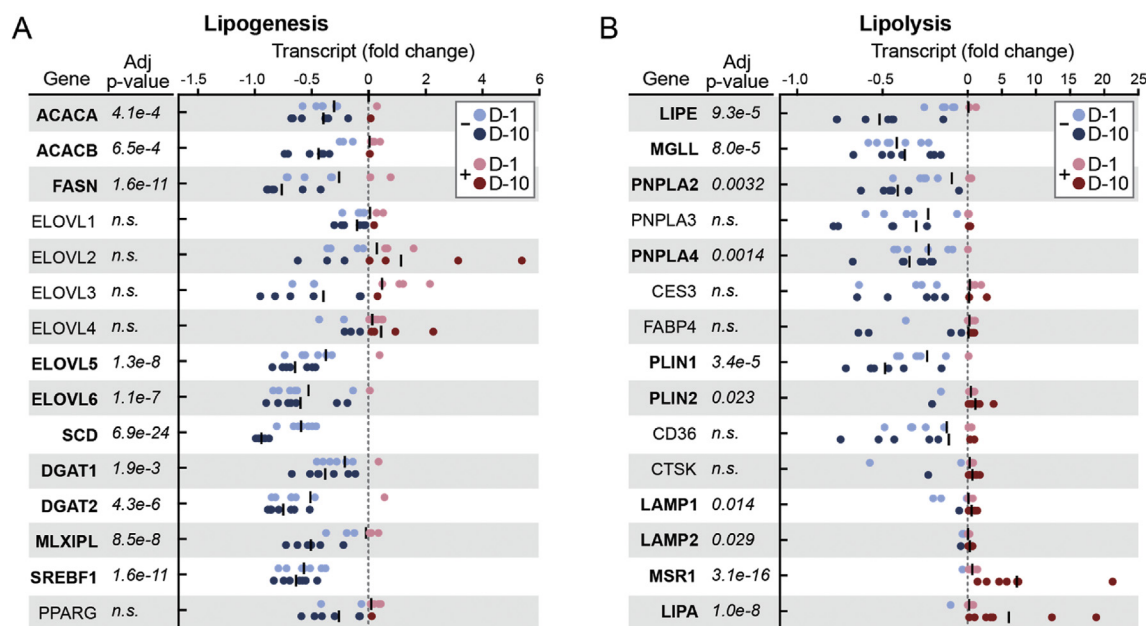 A
Lipogenesis
Transcript (fold change)
Gene
Adj
p-value
-1.5 -1.0 -0.5 0 2 4 6
ACACA 4.1e-4
ACACB 6.5e-4
FASN 1.6e-11
ELOVL1 n.s.
ELOVL2 n.s.
ELOVL3 n.s.
ELOVL4 n.s.
ELOVL5 1.3e-8
ELOVL6 1.1e-7
SCD 6.9e-24
DGAT1 1.9e-3
DGAT2 4.3e-6
MLXIPL 8.5e-8
SREBF1 1.6e-11
PPARG n.s.
D-1
−
D-10
D-1
+
D-10
B
Lipolysis
Transcript (fold change)
Gene
Adj
p-value
-1.0 -0.5 0 5 10 15 20 25
LIPE 9.3e-5
MGLL 8.0e-5
PNPLA2 0.0032
PNPLA3 n.s.
PNPLA4 0.0014
CES3 n.s.
FABP4 n.s.
PLIN1 3.4e-5
PLIN2 0.023
CD36 n.s.
CTSK n.s.
LAMP1 0.014
LAMP2 0.029
MSR1 3.1e-16
LIPA 1.0e-8
D-1
−
D-10
D-1
+
D-10